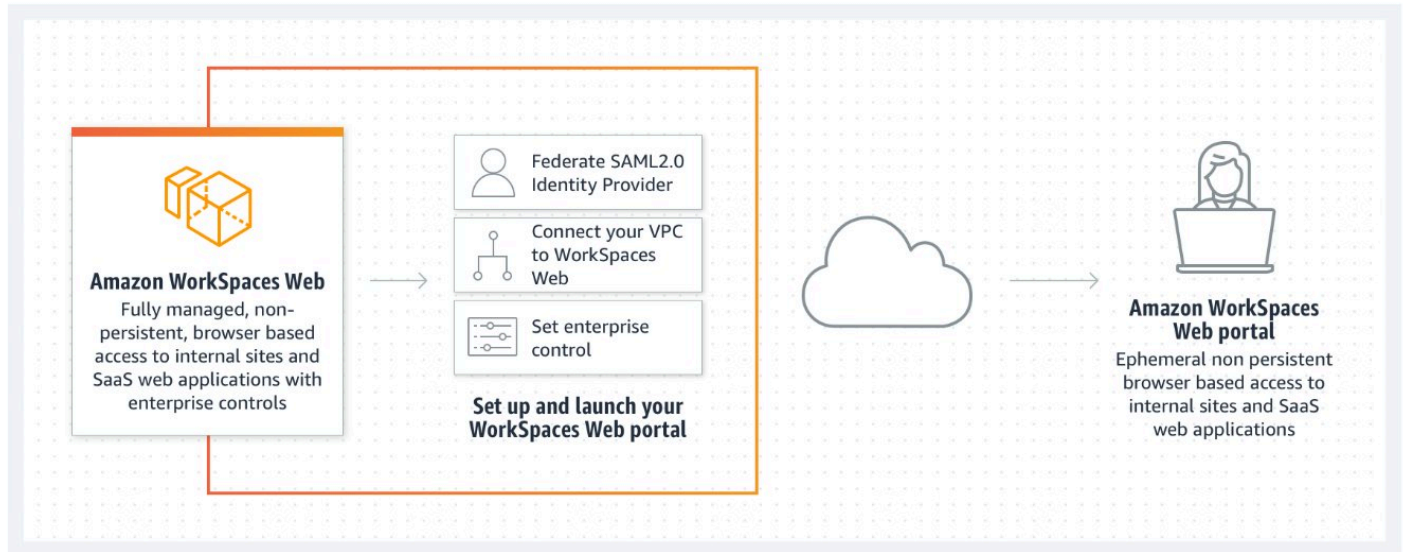 Amazon WorkSpaces Web
Fully managed, non-
persistent, browser based
access to internal sites and
SaaS web applications with
enterprise controls
Federate SAML2.0
Identity Provider
Connect your VPC
to WorkSpaces
Web
Set enterprise
control
Set up and launch your
WorkSpaces Web portal
Amazon WorkSpaces
Web portal
Ephemeral non persistent
browser based access to
internal sites and SaaS
web applications